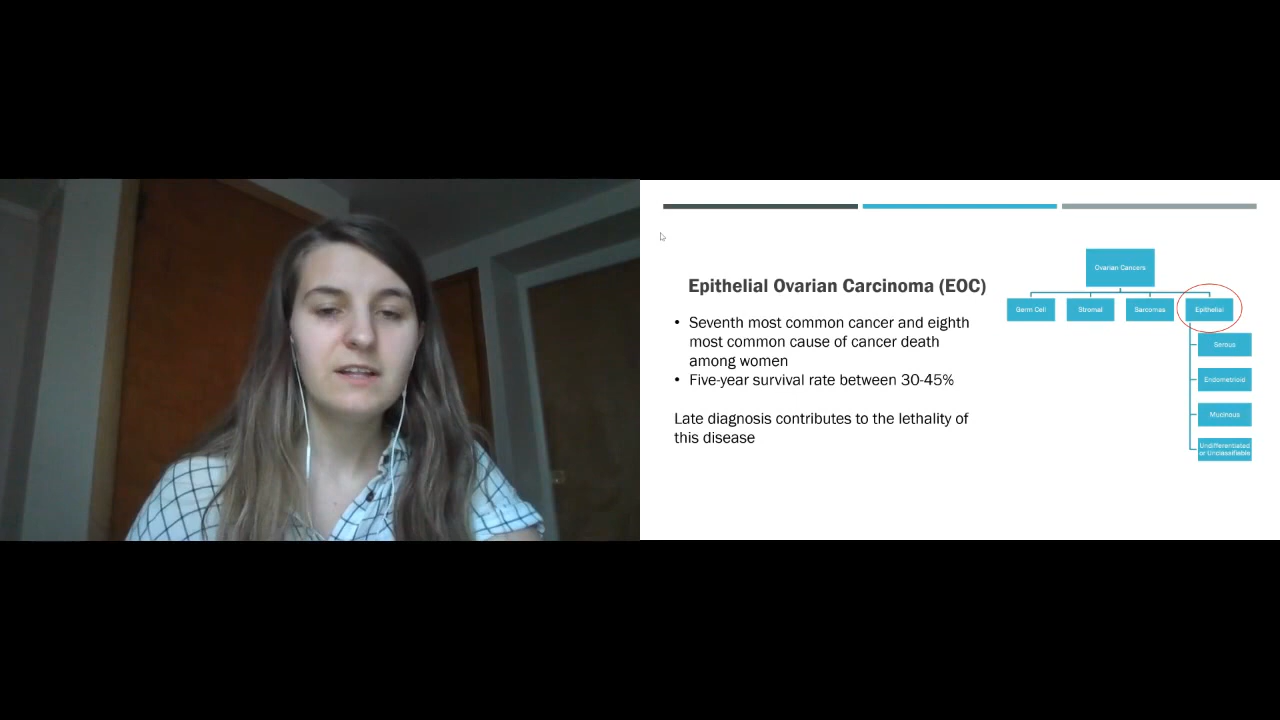 Epithelial Ovarian Carcinoma (EOC)
• Seventh most common cancer and eighth
most common cause of cancer death
among women
• Five-year survival rate between 30-45%
Late diagnosis contributes to the lethality of
this disease
Ovarian Cancers
Germ Cell
Stromal
Sarcomas
Epithelial
Serous
Endometrioid
Mucinous
Undifferentiated
or Unclassifiable